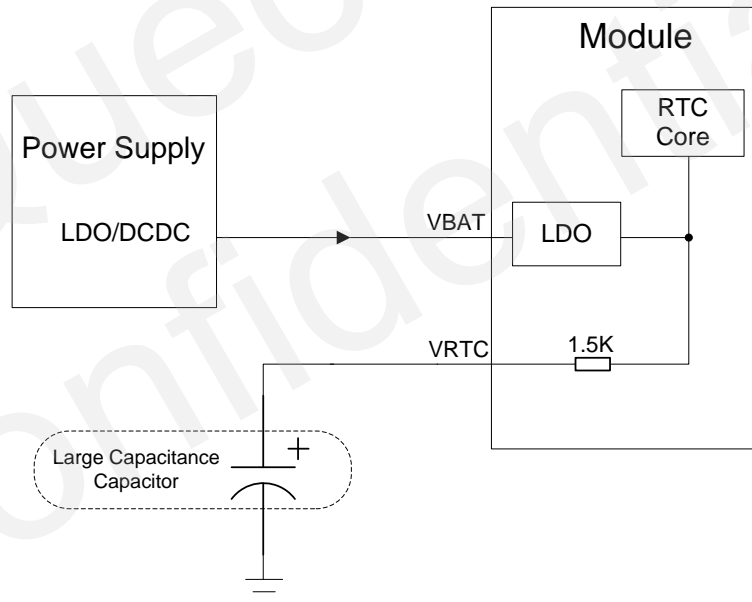 Module
RTC
Core
Power Supply
LDO/DCDC
VBAT
LDO
VRTC
1.5K
Large Capacitance
Capacitor
+